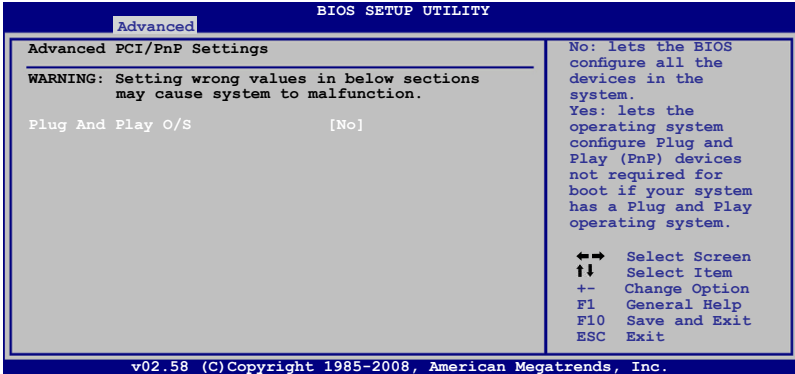 BIOS SETUP UTILITY
Advanced
Advanced PCI/PnP Settings
WARNING: Setting wrong values in below sections
may cause system to malfunction.
Plug And Play O/S [No]
No: lets the BIOS
configure all the
devices in the
system.
Yes: lets the
operating system
configure Plug and
Play (PnP) devices
not required for
boot if your system
has a Plug and Play
operating system.
←→ Select Screen
↑↓ Select Item
+- Change Option
F1 General Help
F10 Save and Exit
ESC Exit
v02.58 (C)Copyright 1985-2008, American Megatrends, Inc.